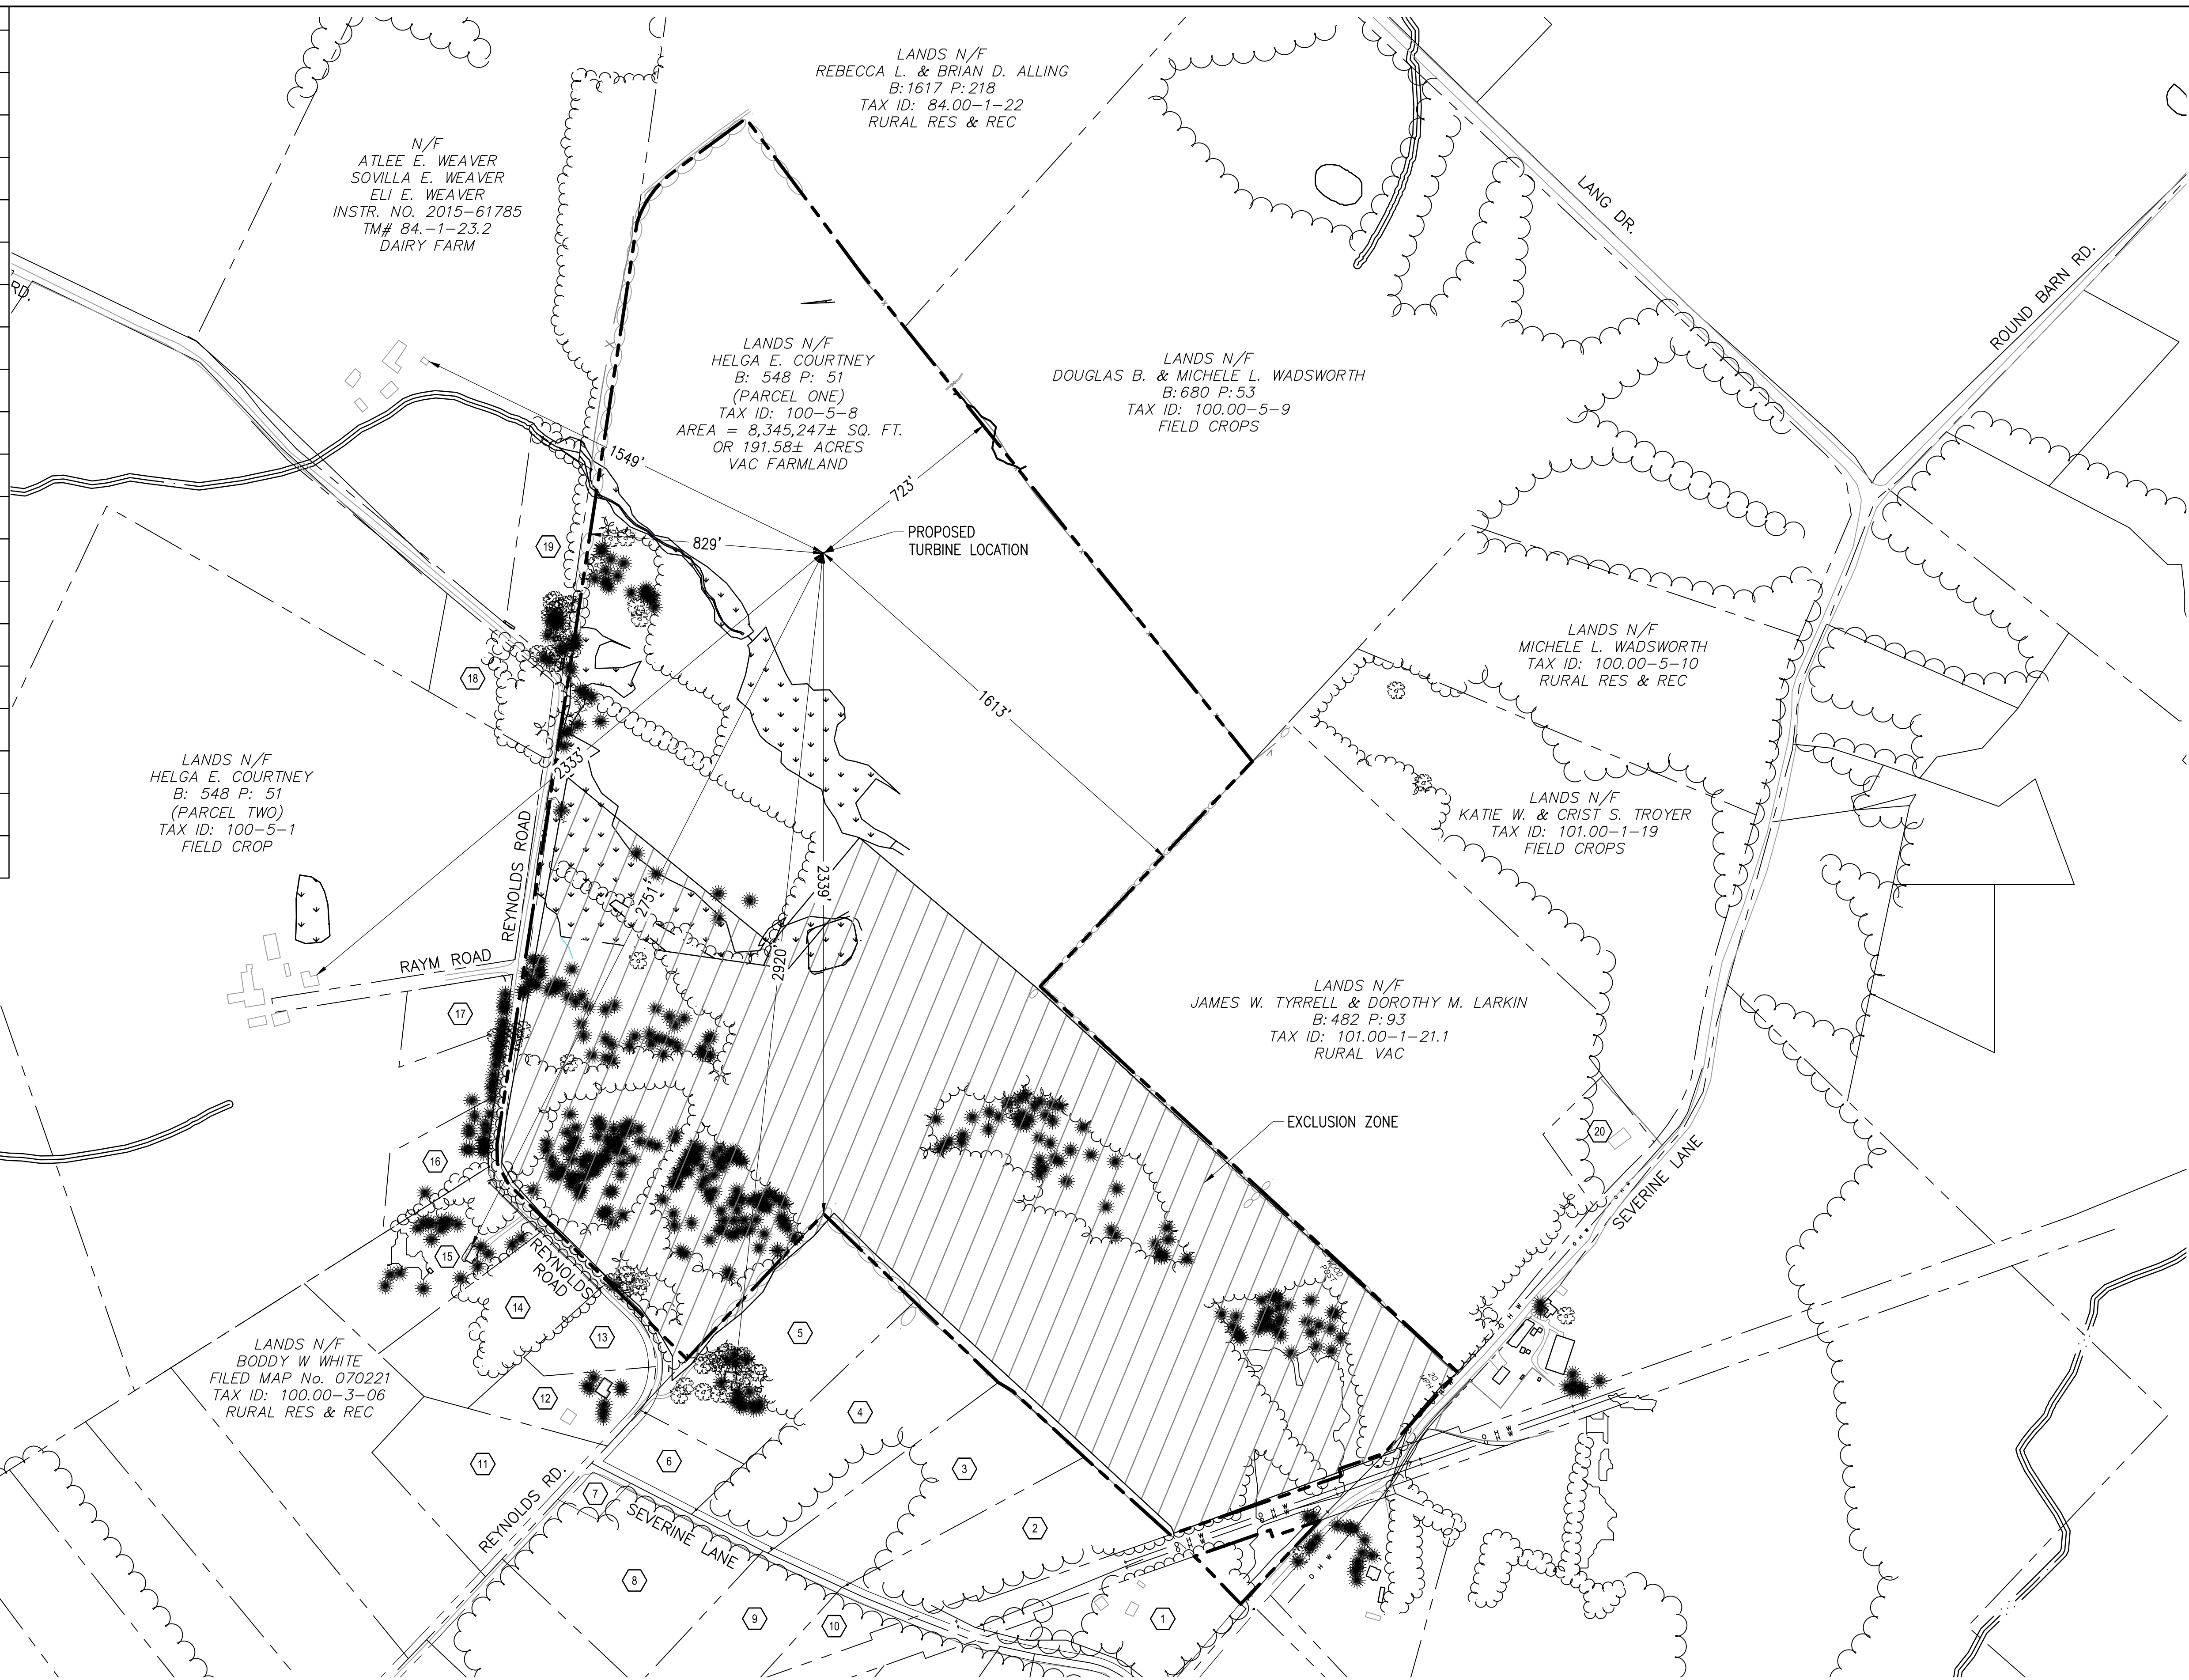 LANDS N/F
REBECCA L. & BRIAN D. ALLING
B:1617 P:218
TAX ID: 84.00-1-22
RURAL RES & REC
N/F
ATLEE E. WEAVER
SOVILLA E. WEAVER
ELI E. WEAVER
INSTR. NO. 2015-61785
TM# 84.-1-23.2
DAIRY FARM
LANG DR.
ROUND BARN RD.
RD.
LANDS N/F
HELGA E. COURTNEY
B: 548 P: 51
(PARCEL ONE)
TAX ID: 100-5-8
AREA = 8,345,247± SQ. FT.
OR 191.58± ACRES
VAC FARMLAND
LANDS N/F
DOUGLAS B. & MICHELE L. WADSWORTH
B:680 P:53
TAX ID: 100.00-5-9
FIELD CROPS
1549'
723'
829'
PROPOSED
TURBINE LOCATION
19
18
1613'
LANDS N/F
MICHELE L. WADSWORTH
TAX ID: 100.00-5-10
RURAL RES & REC
LANDS N/F
HELGA E. COURTNEY
B: 548 P: 51
(PARCEL TWO)
TAX ID: 100-5-1
FIELD CROP
2333'
LANDS N/F
KATIE W. & CRIST S. TROYER
TAX ID: 101.00-1-19
FIELD CROPS
REYNOLDS ROAD
2751'
2339'
2920'
RAYM ROAD
17
LANDS N/F
JAMES W. TYRRELL & DOROTHY M. LARKIN
B:482 P:93
TAX ID: 101.00-1-21.1
RURAL VAC
EXCLUSION ZONE
20
SEVERINE LANE
16
15
REYNOLDS
ROAD
14
13
5
WOOD
POST
LANDS N/F
BODDY W WHITE
FILED MAP No. 070221
TAX ID: 100.00-3-06
RURAL RES & REC
12
4
20
MPH
11
6
3
7
REYNOLDS RD.
SEVERINE LANE
2
OHW
OHW
OHW
OHW
OHW
8
9
10
1